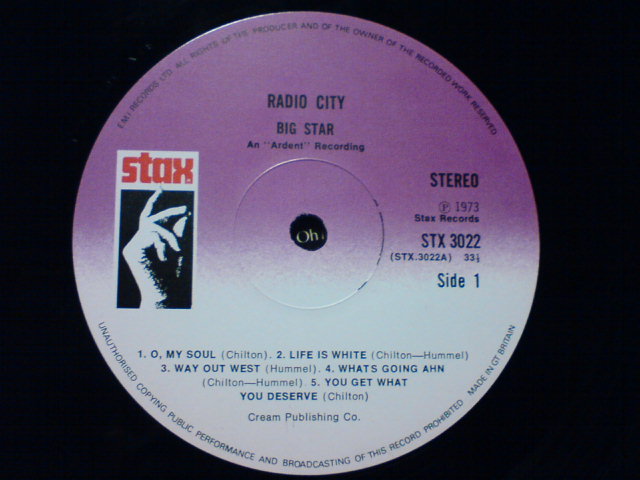 E.M.I RECORDS LTD. ALL RIGHTS OF THE PRODUCER AND OF THE OWNER OF THE RECORDED WORK RESERVED
RADIO CITY
BIG STAR
An "Ardent" Recording
stax
STEREO
Ⓟ 1973
Stax Records
STX 3022
(STX.3022A) 33⅓
Side 1
Oh
1. O, MY SOUL (Chilton). 2. LIFE IS WHITE (Chilton—Hummel)
3. WAY OUT WEST (Hummel). 4. WHATS GOING AHN
(Chilton—Hummel). 5. YOU GET WHAT
YOU DESERVE (Chilton)
Cream Publishing Co.
UNAUTHORISED COPYING PUBLIC PERFORMANCE AND BROADCASTING OF THIS RECORD PROHIBITED MADE IN GT BRITAIN